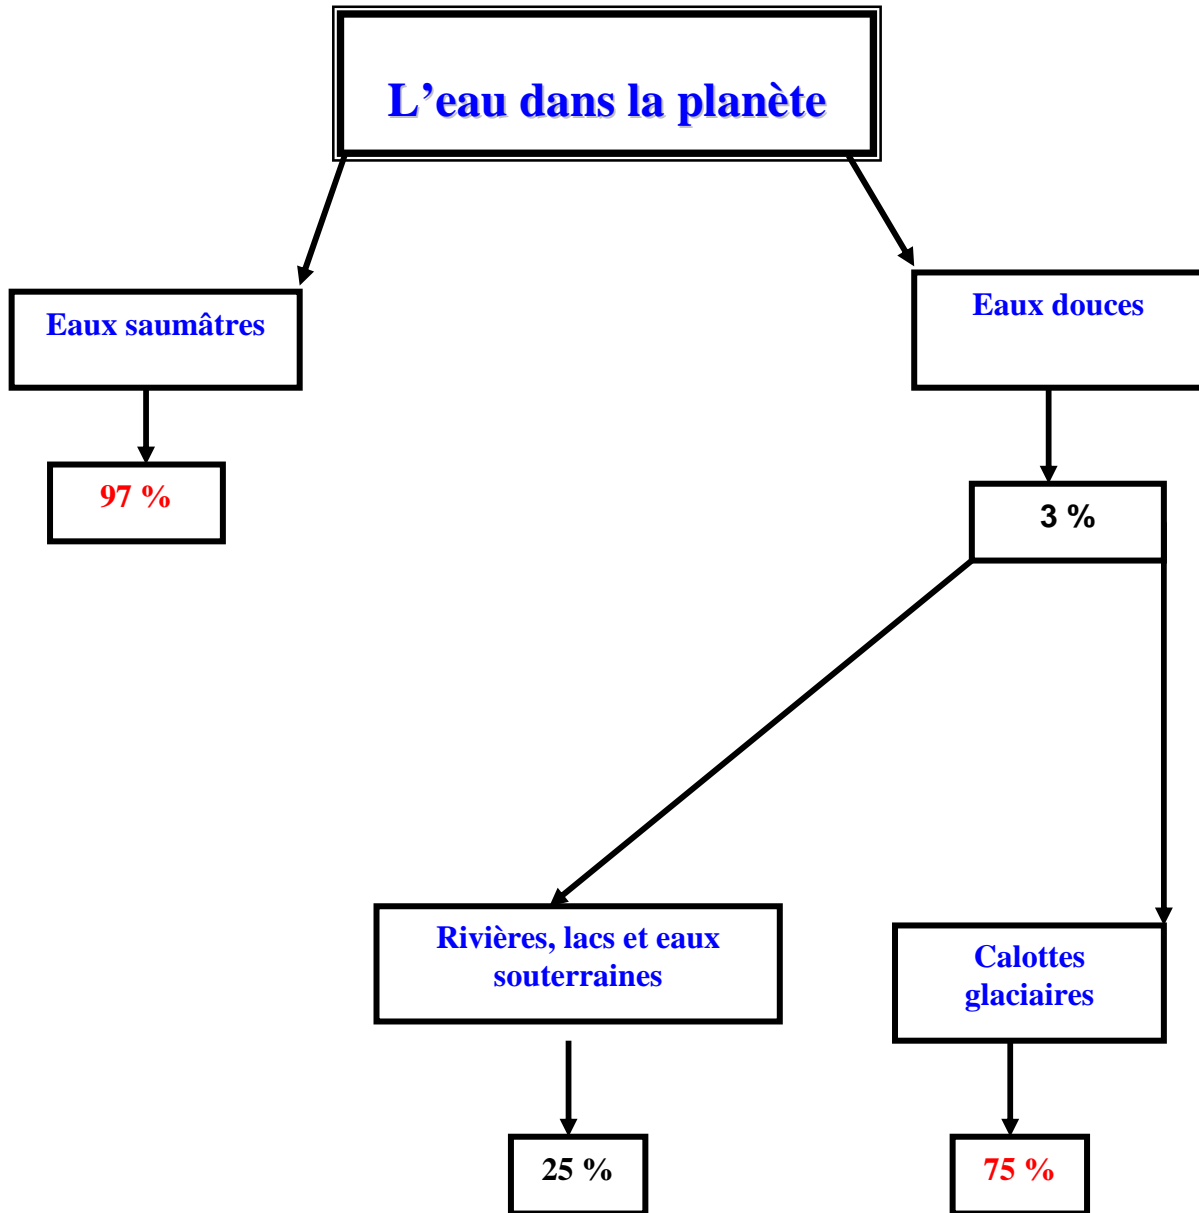 L’eau dans la planète
Eaux saumâtres
Eaux douces
97 %
3 %
Rivières, lacs et eaux
souterraines
Calottes
glaciaires
25 %
75 %